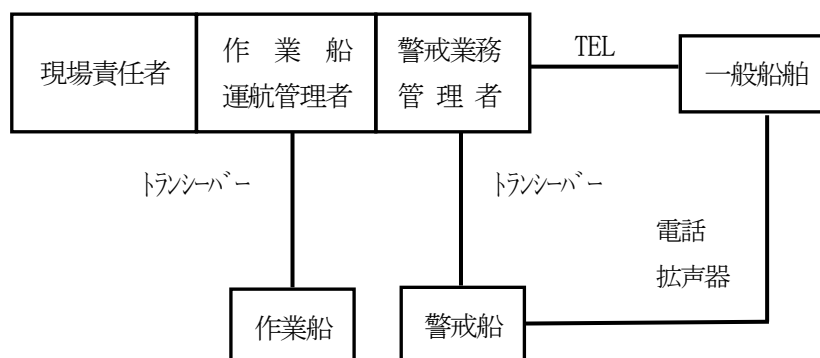 現場責任者
作業船
運航管理者
警戒業務
管理者
TEL
一般船舶
トランシーバー
トランシーバー
電話
拡声器
作業船
警戒船